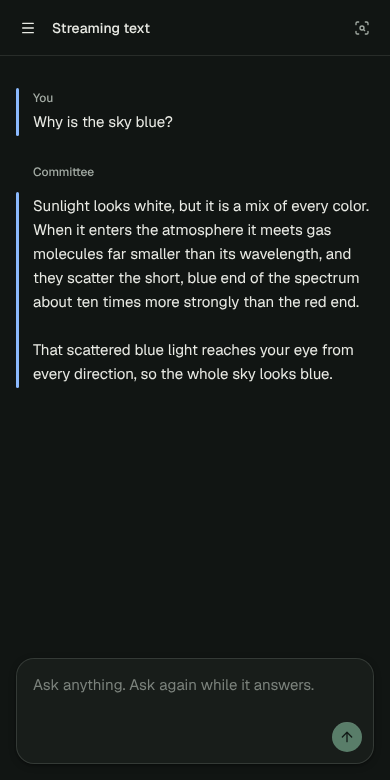 Streaming text
You
Why is the sky blue?
Committee
Sunlight looks white, but it is a mix of every color.
When it enters the atmosphere it meets gas
molecules far smaller than its wavelength, and
they scatter the short, blue end of the spectrum
about ten times more strongly than the red end.
That scattered blue light reaches your eye from
every direction, so the whole sky looks blue.
Ask anything. Ask again while it answers.